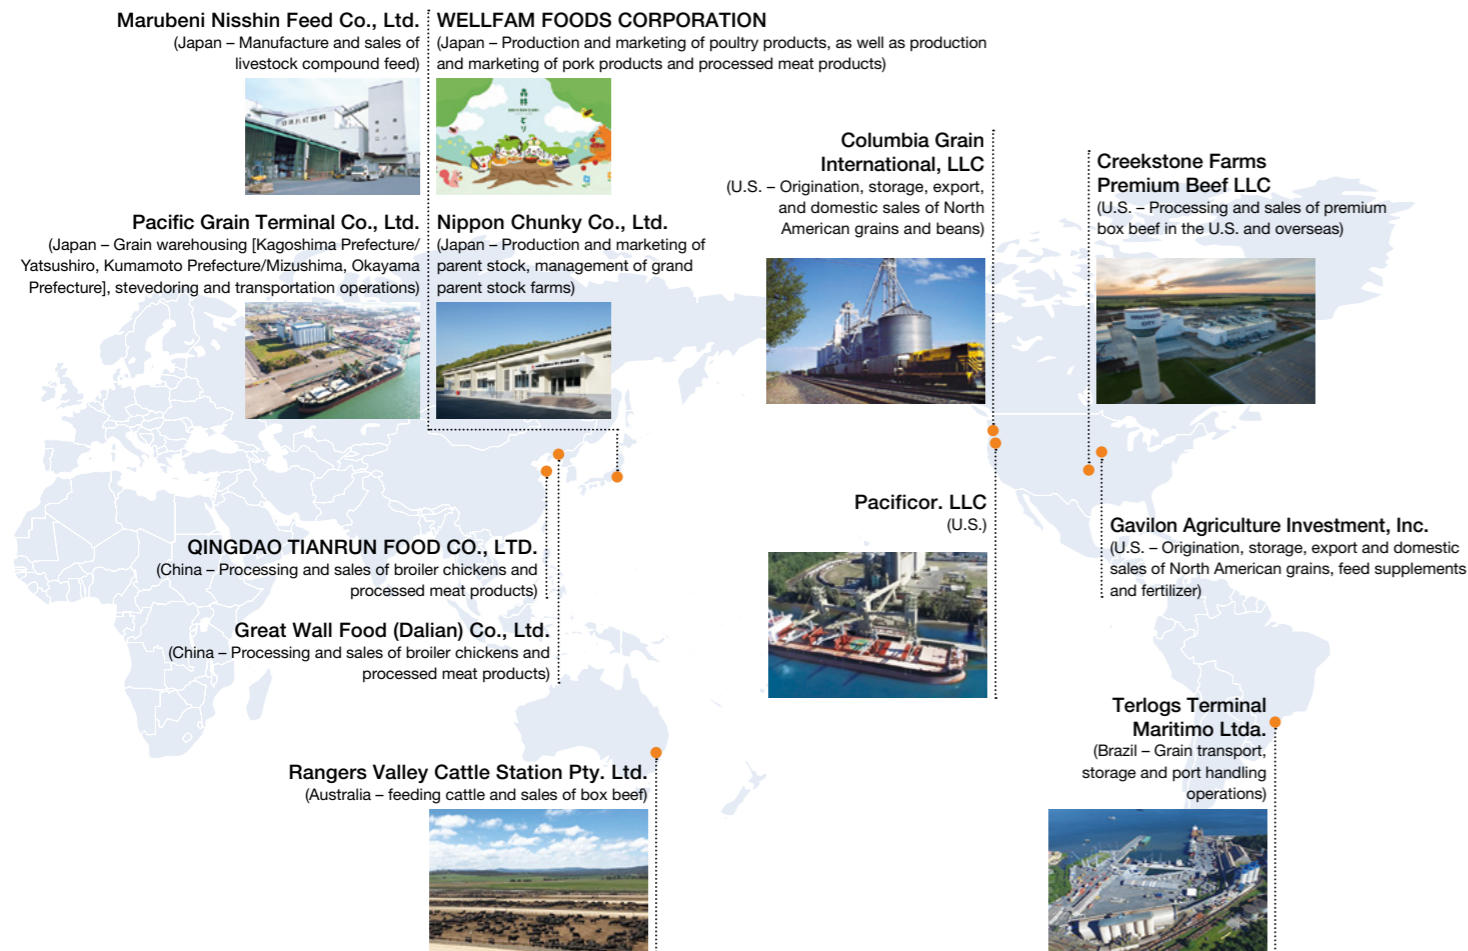 Marubeni Nisshin Feed Co., Ltd.
(Japan – Manufacture and sales of
livestock compound feed)
WELLFAM FOODS CORPORATION
(Japan – Production and marketing of poultry products, as well as production
and marketing of pork products and processed meat products)
森林
どり
Pacific Grain Terminal Co., Ltd.
(Japan – Grain warehousing [Kagoshima Prefecture/
Yatsushiro, Kumamoto Prefecture/Mizushima, Okayama
Prefecture], stevedoring and transportation operations)
Nippon Chunky Co., Ltd.
(Japan – Production and marketing of
parent stock, management of grand
parent stock farms)
Columbia Grain
International, LLC
(U.S. – Origination, storage, export,
and domestic sales of North
American grains and beans)
Creekstone Farms
Premium Beef LLC
(U.S. – Processing and sales of premium
box beef in the U.S. and overseas)
CITY
QINGDAO TIANRUN FOOD CO., LTD.
(China – Processing and sales of broiler chickens and
processed meat products)
Great Wall Food (Dalian) Co., Ltd.
(China – Processing and sales of broiler chickens and
processed meat products)
Pacificor. LLC
(U.S.)
Gavilon Agriculture Investment, Inc.
(U.S. – Origination, storage, export and domestic
sales of North American grains, feed supplements
and fertilizer)
Rangers Valley Cattle Station Pty. Ltd.
(Australia – feeding cattle and sales of box beef)
Terlogs Terminal
Maritimo Ltda.
(Brazil – Grain transport,
storage and port handling
operations)